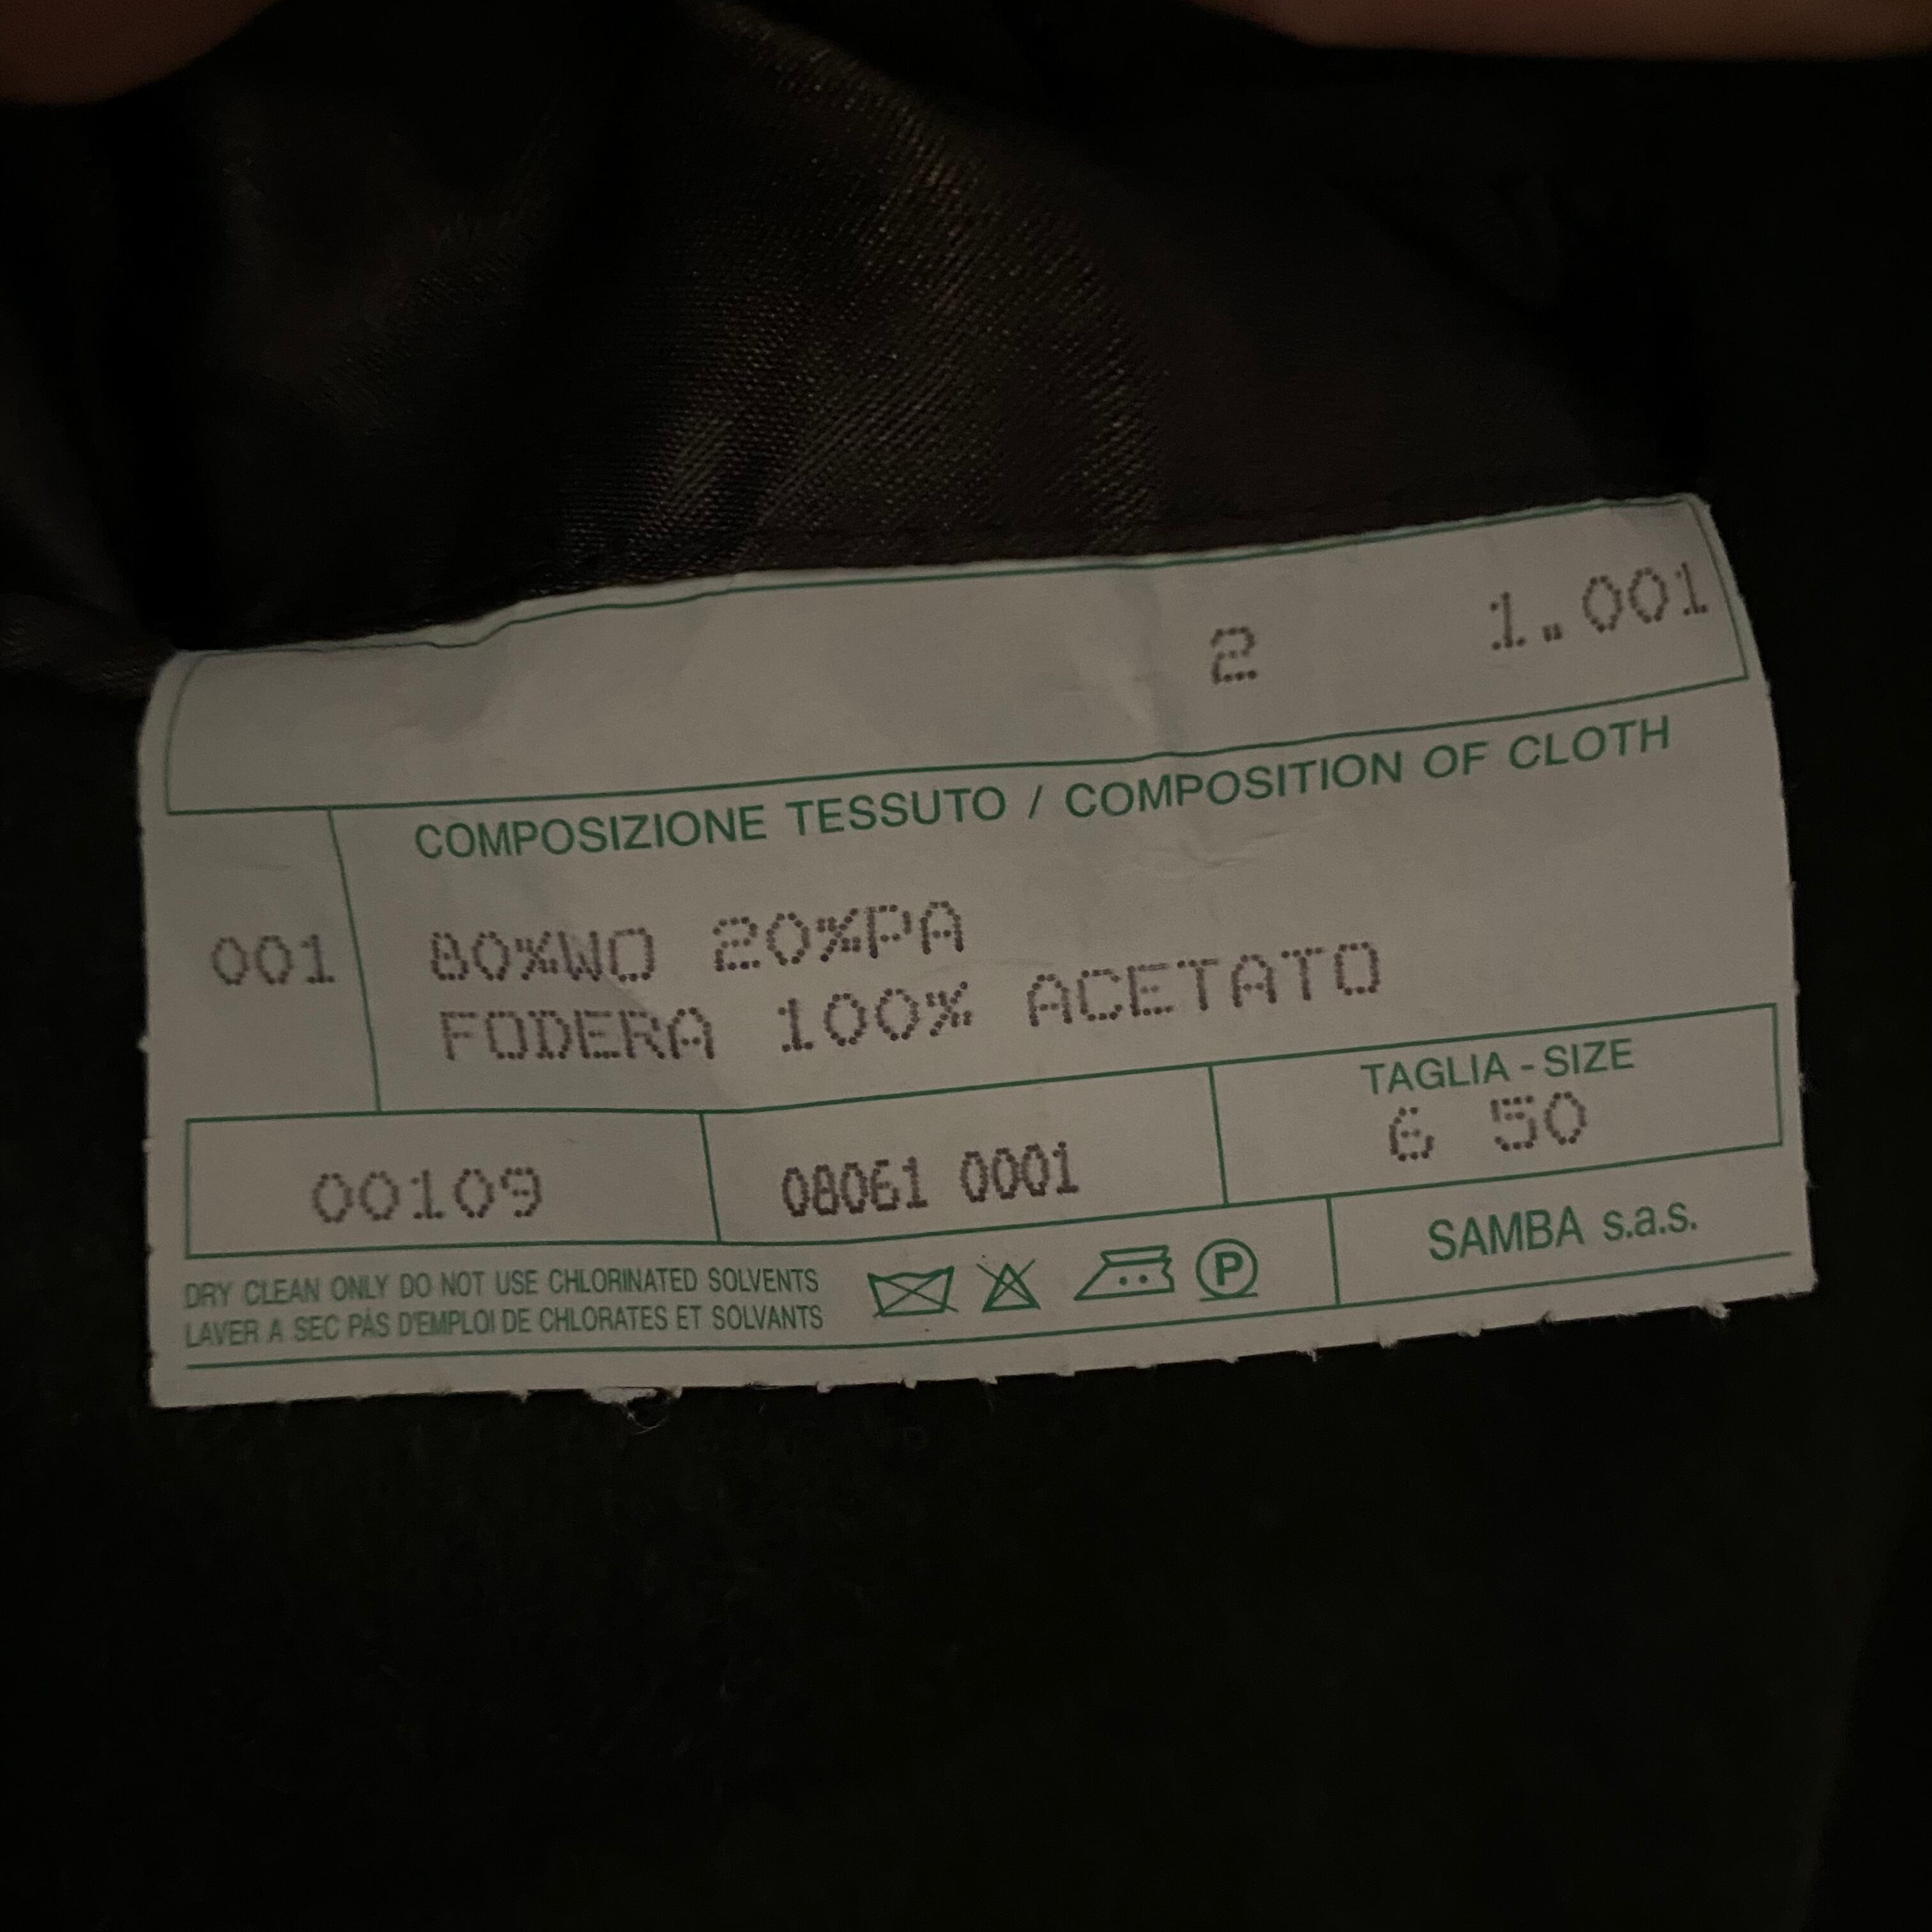 2 1.001
COMPOSIZIONE TESSUTO / COMPOSITION OF CLOTH
001 80%WO 20%PA
FODERA 100% ACETATO
TAGLIA - SIZE
00109 08061 0001 6 50
DRY CLEAN ONLY DO NOT USE CHLORINATED SOLVENTS
LAVER A SEC PÁS D'EMPLOI DE CHLORATES ET SOLVANTS
P
SAMBA s.a.s.